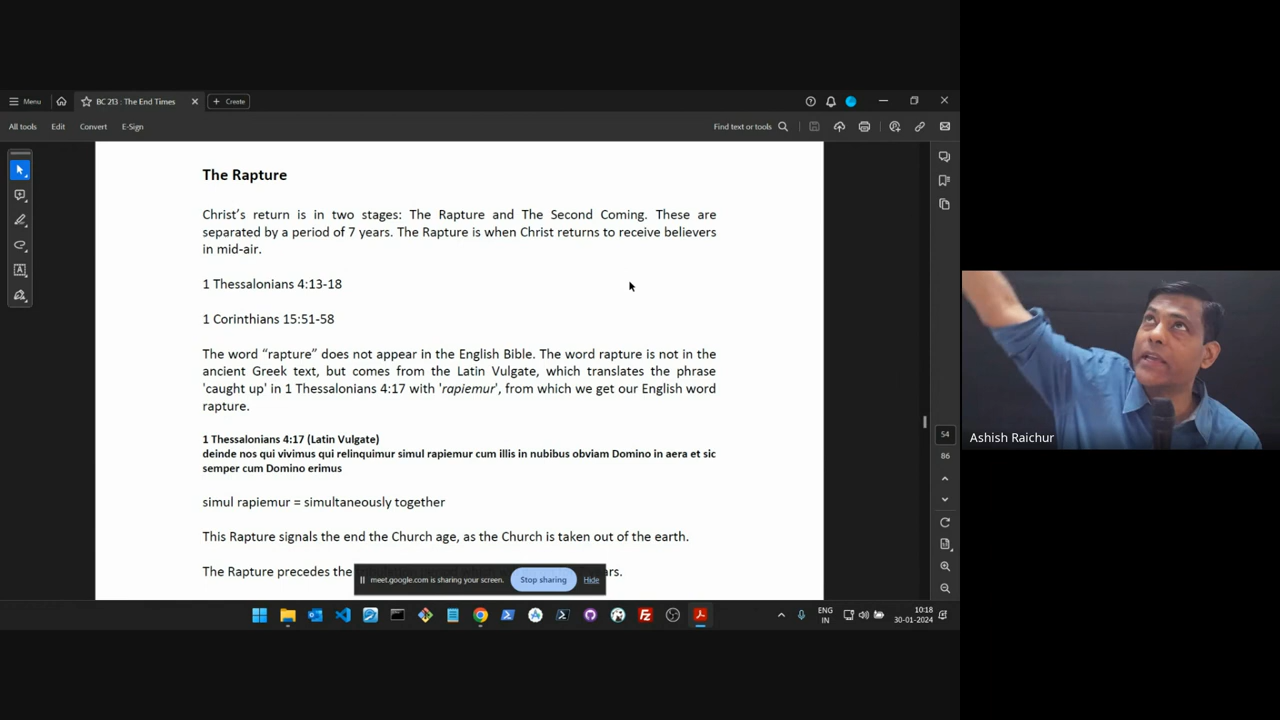 Menu
BC 213 : The End Times
Create
All tools Edit Convert E-Sign
Find text or tools
The Rapture
Christ's return is in two stages: The Rapture and The Second Coming. These are
separated by a period of 7 years. The Rapture is when Christ returns to receive believers
in mid-air.
1 Thessalonians 4:13-18
1 Corinthians 15:51-58
The word “rapture” does not appear in the English Bible. The word rapture is not in the
ancient Greek text, but comes from the Latin Vulgate, which translates the phrase
'caught up' in 1 Thessalonians 4:17 with 'rapiemur', from which we get our English word
rapture.
1 Thessalonians 4:17 (Latin Vulgate)
deinde nos qui vivimus qui relinquimur simul rapiemur cum illis in nubibus obviam Domino in aera et sic
semper cum Domino erimus
simul rapiemur = simultaneously together
This Rapture signals the end the Church age, as the Church is taken out of the earth.
The Rapture precedes the
meet.google.com is sharing your screen. Stop sharing Hide
54
86
ENG
IN
10:18
30-01-2024
Ashish Raichur